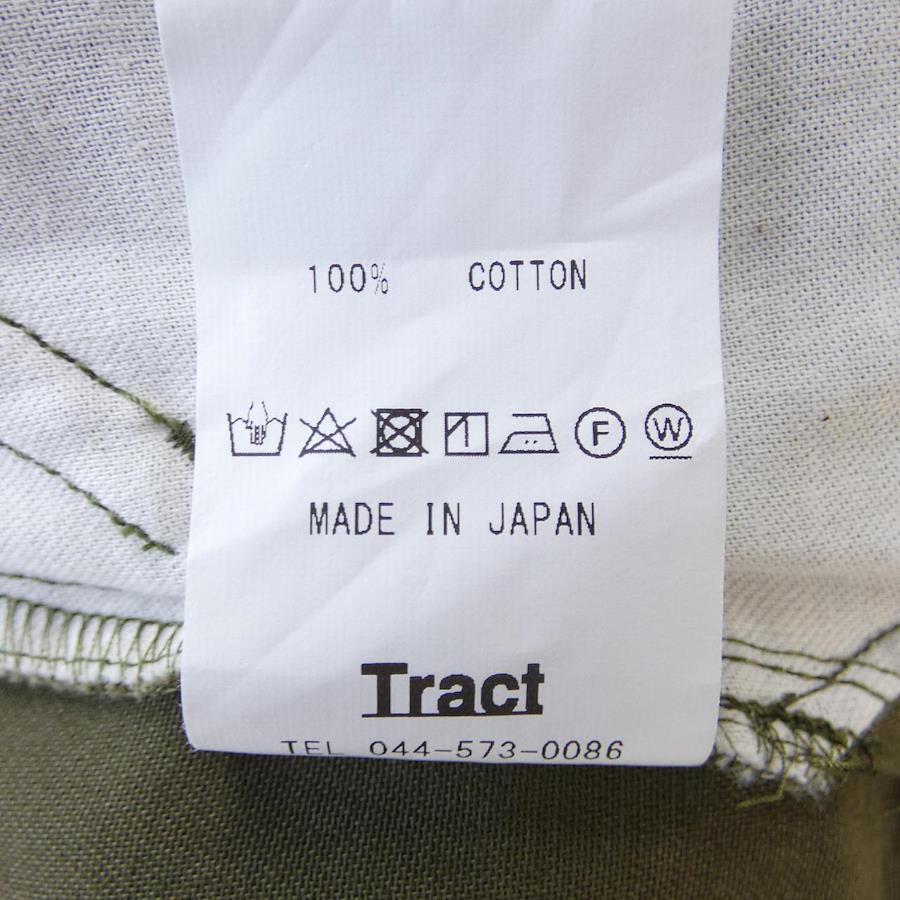 100% COTTON
F W
MADE IN JAPAN
Tract
TEL 044-573-0086